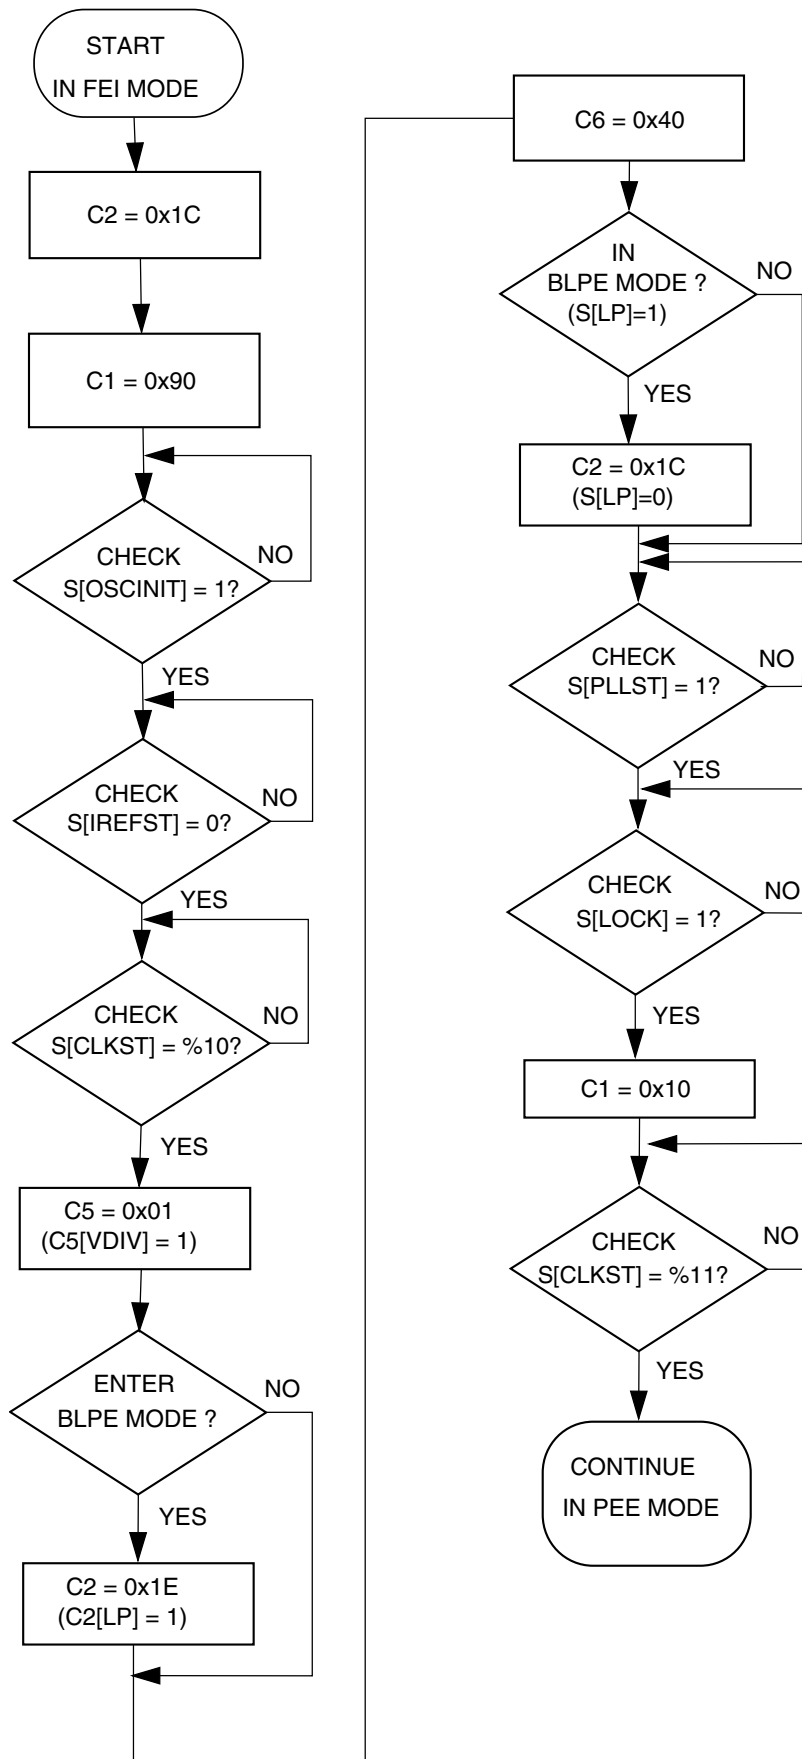 START
IN FEI MODE
C2 = 0x1C
C1 = 0x90
CHECK
S[OSCINIT] = 1?
NO
YES
CHECK
S[IREFST] = 0?
NO
YES
CHECK
S[CLKST] = %10?
NO
YES
C5 = 0x01
(C5[VDIV] = 1)
ENTER
BLPE MODE ?
NO
YES
C2 = 0x1E
(C2[LP] = 1)
C6 = 0x40
IN
BLPE MODE ?
(S[LP]=1)
NO
YES
C2 = 0x1C
(S[LP]=0)
CHECK
S[PLLST] = 1?
NO
YES
CHECK
S[LOCK] = 1?
NO
YES
C1 = 0x10
CHECK
S[CLKST] = %11?
NO
YES
CONTINUE
IN PEE MODE